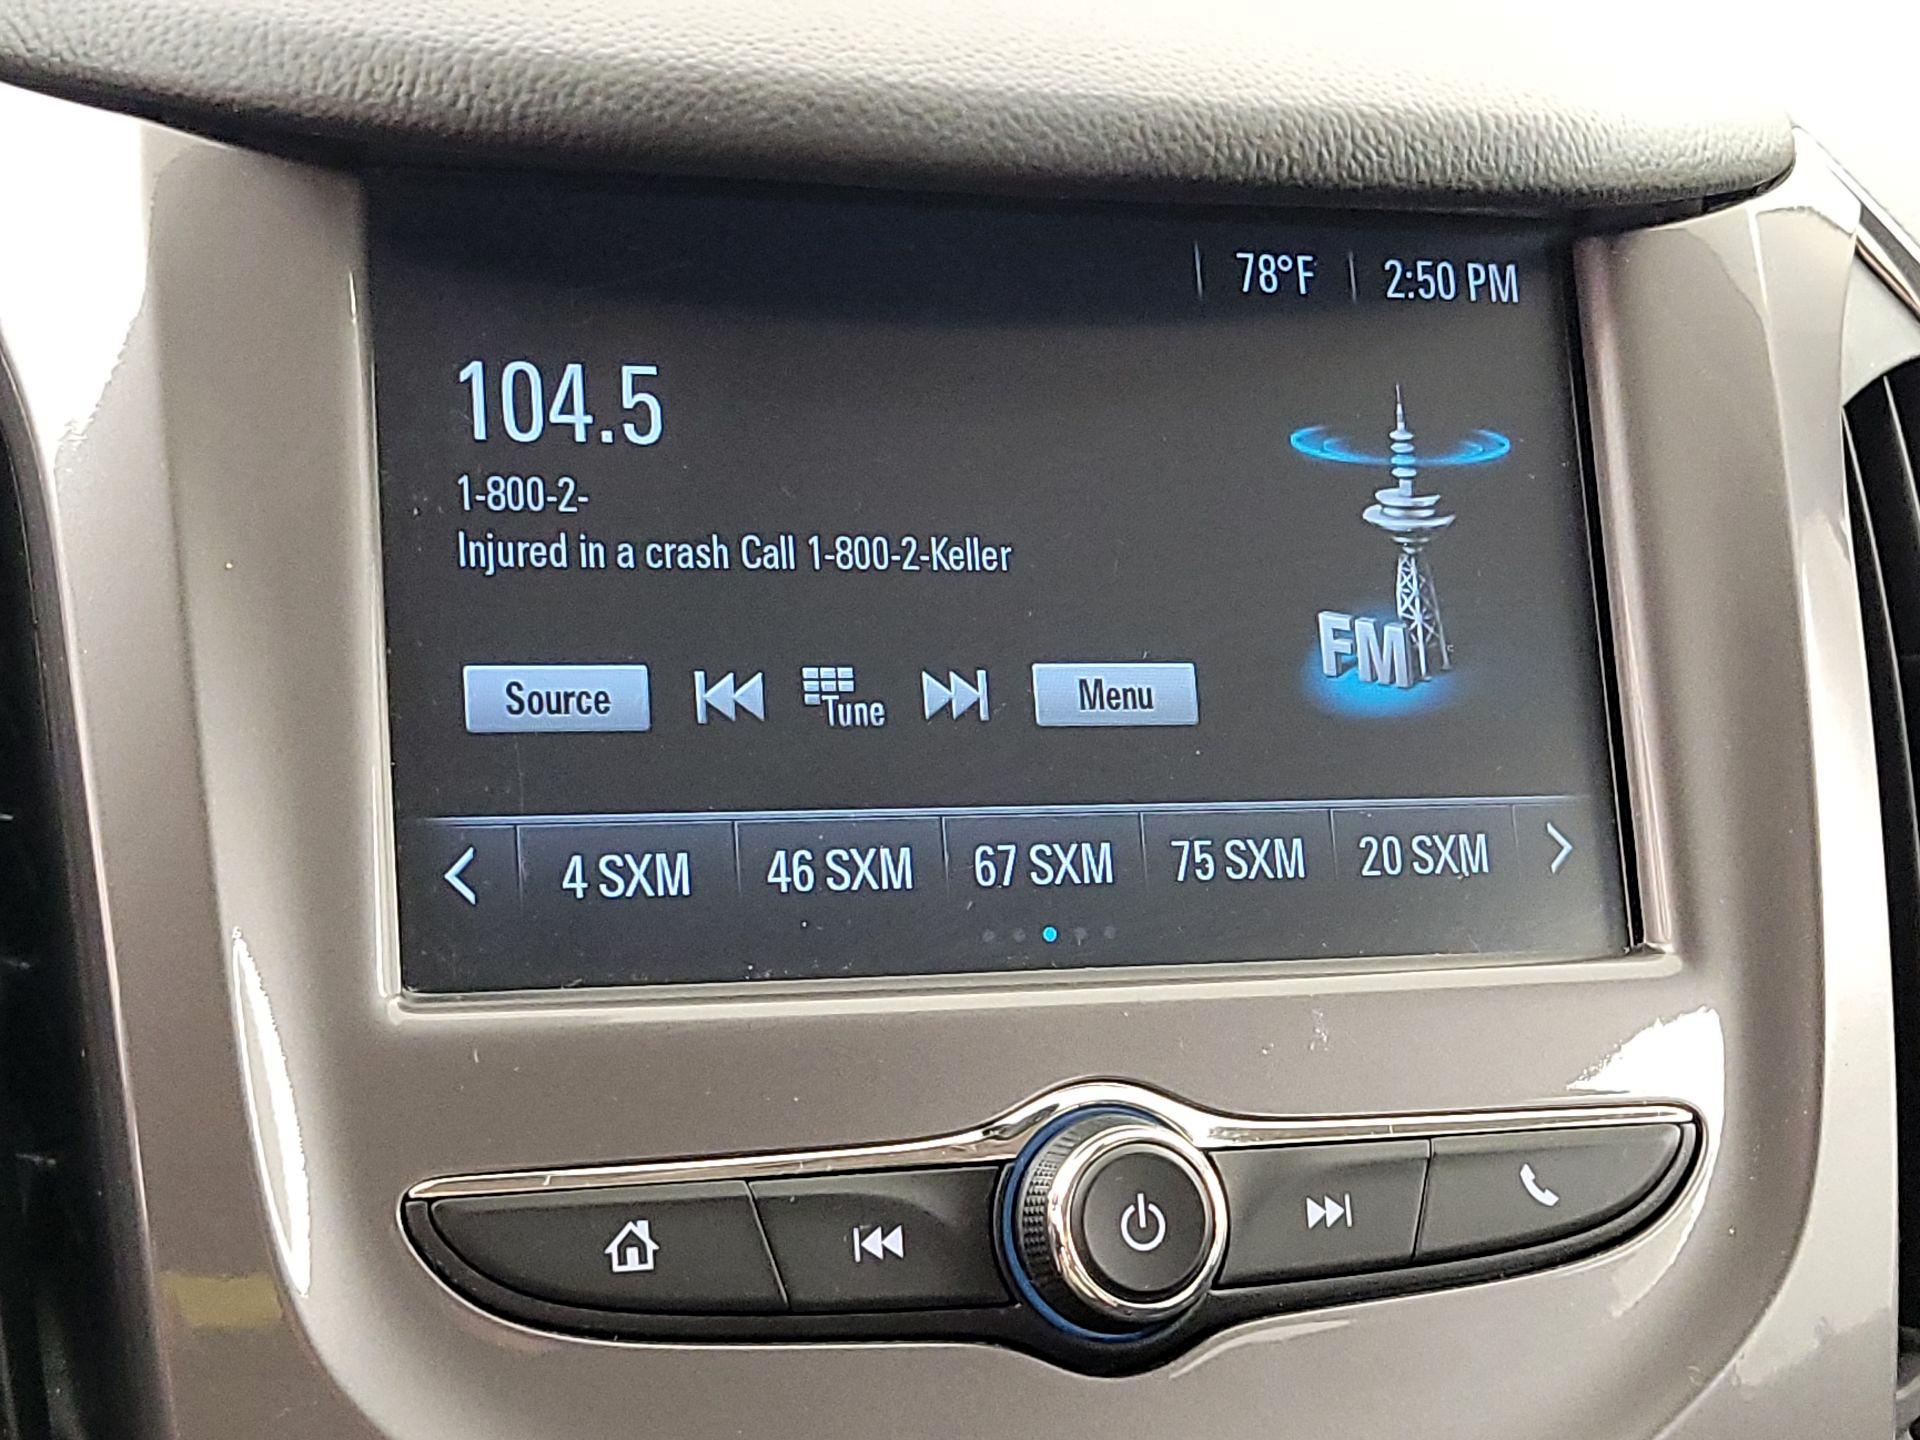 78°F 2:50 PM
104.5
1-800-2-
Injured in a crash Call 1-800-2-Keller
FM
Source Tune Menu
4 SXM 46 SXM 67 SXM 75 SXM 20 SXM